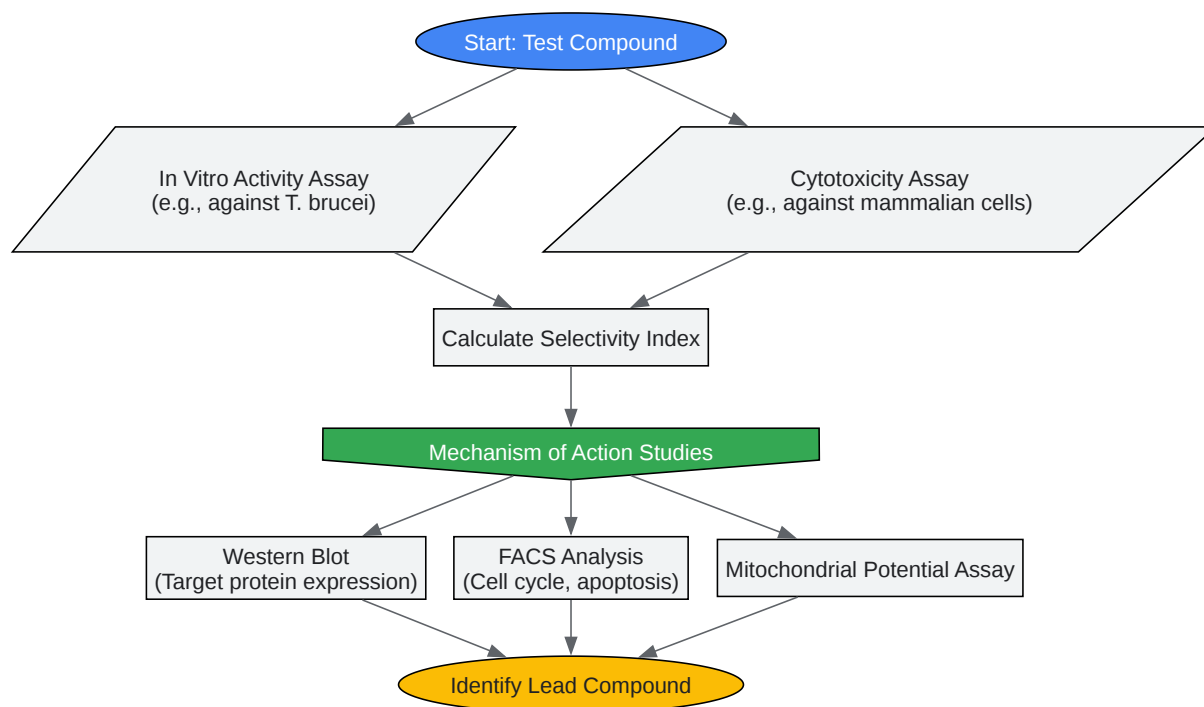 Start: Test Compound
In Vitro Activity Assay
(e.g., against T. brucei)
Cytotoxicity Assay
(e.g., against mammalian cells)
Calculate Selectivity Index
Mechanism of Action Studies
Western Blot
(Target protein expression)
FACS Analysis
(Cell cycle, apoptosis)
Mitochondrial Potential Assay
Identify Lead Compound